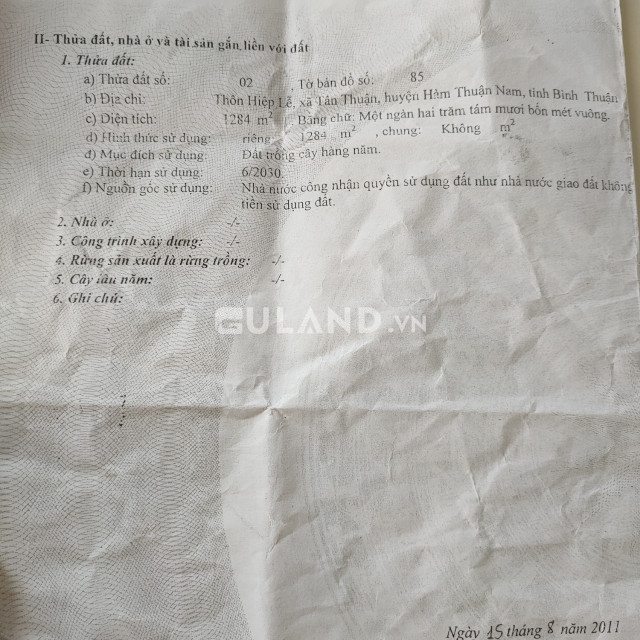 II- Thửa đất, nhà ở và tài sản gắn liền với đất
1. Thửa đất:
a) Thửa đất số: 02 , Tờ bản đồ số: 85
b) Địa chỉ: Thôn Hiệp Lễ, xã Tân Thuận, huyện Hàm Thuận Nam, tỉnh Bình Thuận
c) Diện tích: 1284 m² , Bằng chữ: Một ngàn hai trăm tám mươi bốn mét vuông.
d) Hình thức sử dụng: riêng 1284 m² , chung: Không m²
đ) Mục đích sử dụng: Đất trồng cây hàng năm.
e) Thời hạn sử dụng: 6/2030.
f) Nguồn gốc sử dụng: Nhà nước công nhận quyền sử dụng đất như nhà nước giao đất không
tiền sử dụng đất.
2. Nhà ở: -/-
3. Công trình xây dựng: -/-
4. Rừng sản xuất là rừng trồng: -/-
5. Cây lâu năm: -/-
6. Ghi chú:
GULAND.VN
Ngày 15 tháng 8 năm 2011